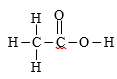 H O
H – C – C – O – H
H